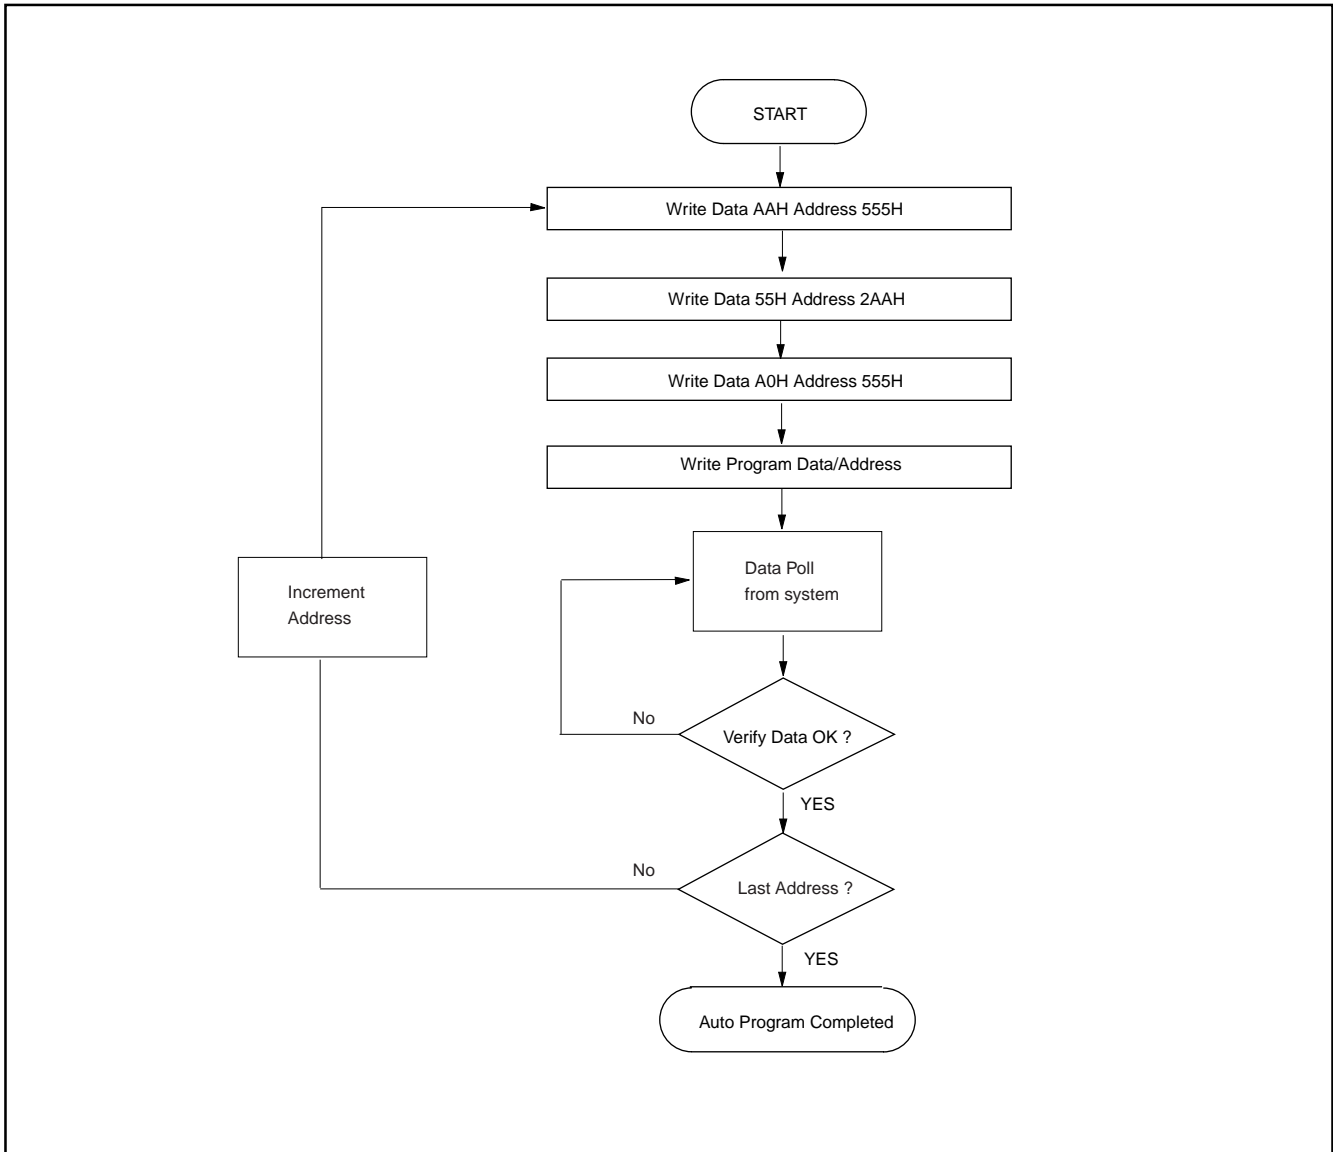 START
Write Data AAH Address 555H
Write Data 55H Address 2AAH
Write Data A0H Address 555H
Write Program Data/Address
Data Poll
from system
Increment
Address
No
Verify Data OK ?
YES
No
Last Address ?
YES
Auto Program Completed